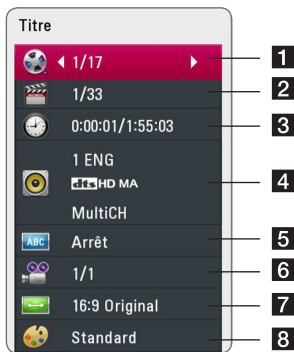 Titre
1/17 1
1/33 2
0:00:01/1:55:03 3
1 ENG
dts HD MA 4
MultiCH
ABC Arrêt 5
1/1 6
16:9 Original 7
Standard 8